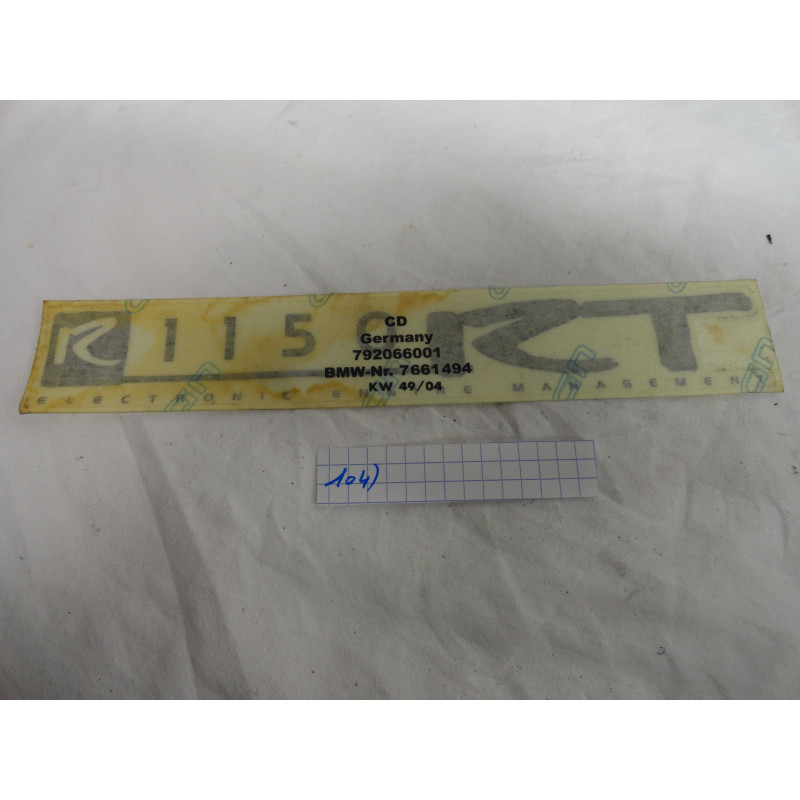 R 1150 RT
CD
Germany
792066001
BMW-Nr. 7661494
KW 49/04
ELECTRONIC ENGINE MANAGEMENT
104)